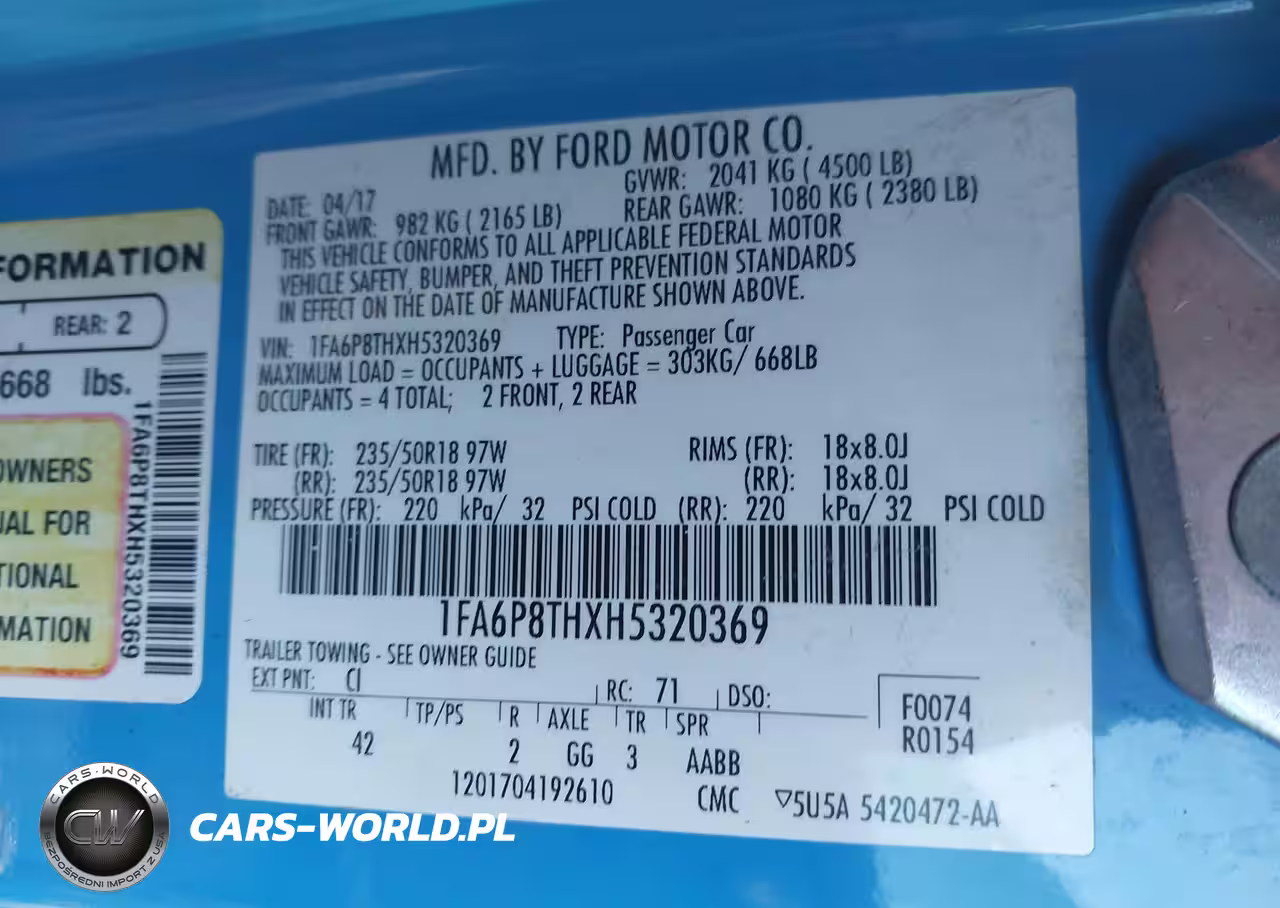 MFD. BY FORD MOTOR CO.
DATE: 04/17 GVWR: 2041 KG ( 4500 LB)
FRONT GAWR: 982 KG ( 2165 LB) REAR GAWR: 1080 KG ( 2380 LB)
THIS VEHICLE CONFORMS TO ALL APPLICABLE FEDERAL MOTOR
VEHICLE SAFETY, BUMPER, AND THEFT PREVENTION STANDARDS
IN EFFECT ON THE DATE OF MANUFACTURE SHOWN ABOVE.
VIN: 1FA6P8THXH5320369 TYPE: Passenger Car
MAXIMUM LOAD = OCCUPANTS + LUGGAGE = 303KG/ 668LB
OCCUPANTS = 4 TOTAL; 2 FRONT, 2 REAR
TIRE (FR): 235/50R18 97W RIMS (FR): 18x8.0J
(RR): 235/50R18 97W (RR): 18x8.0J
PRESSURE (FR): 220 kPa/ 32 PSI COLD (RR): 220 kPa/ 32 PSI COLD
1FA6P8THXH5320369
TRAILER TOWING - SEE OWNER GUIDE
EXT PNT: CI RC: 71 DSO:
INT TR TP/PS R AXLE TR SPR
42 2 GG 3 AABB
F0074
R0154
1201704192610 CMC ▽5U5A 5420472-AA
FORMATION
REAR: 2
668 lbs.
OWNERS
UAL FOR
TIONAL
MATION
1FA6P8THXH5320369
CARS-WORLD
CW
BEZPOŚREDNI IMPORT Z USA
CARS-WORLD.PL